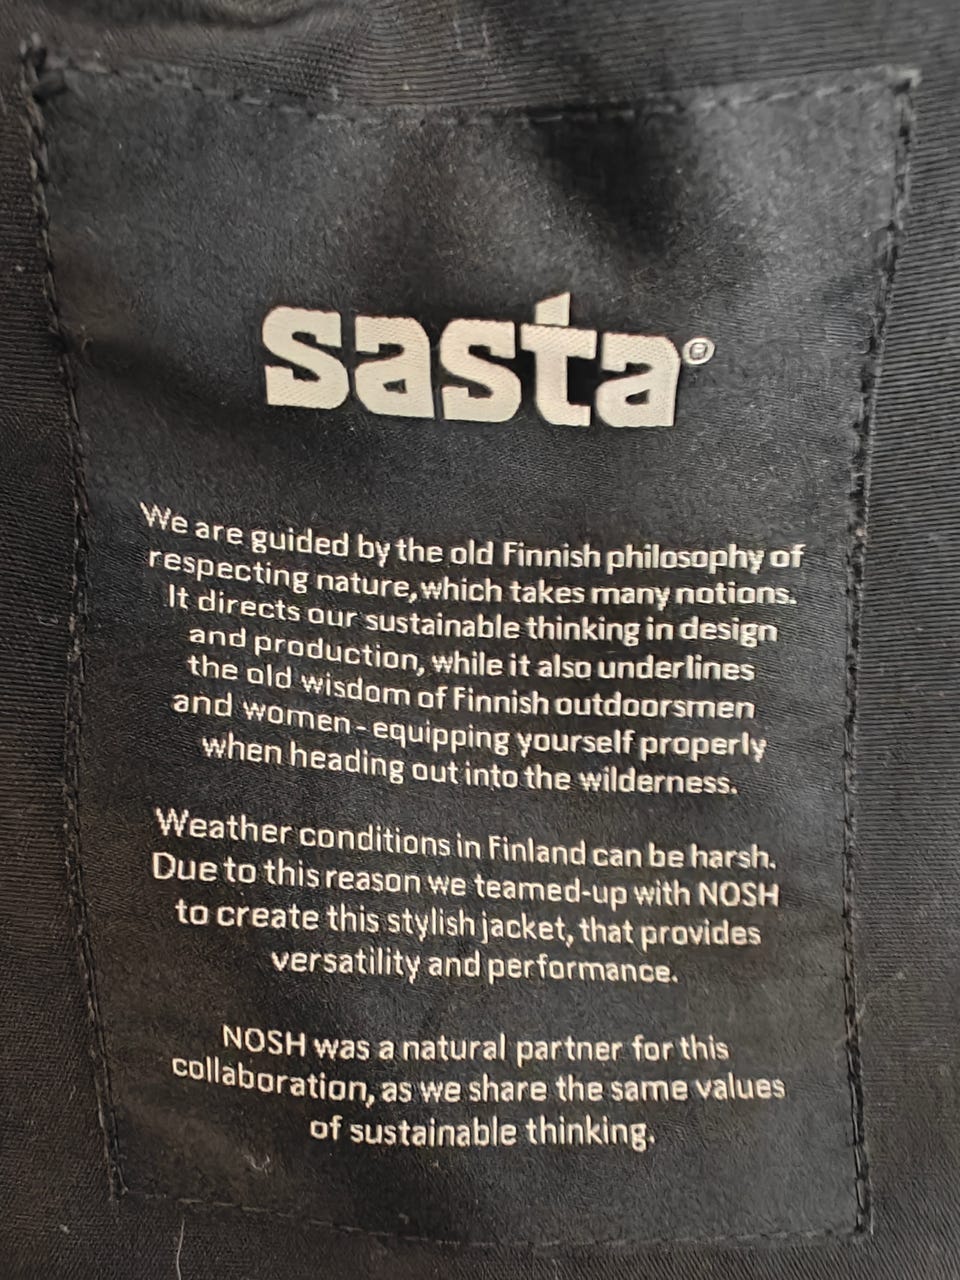 sasta®
We are guided by the old Finnish philosophy of
respecting nature, which takes many notions.
It directs our sustainable thinking in design
and production, while it also underlines
the old wisdom of Finnish outdoorsmen
and women - equipping yourself properly
when heading out into the wilderness.
Weather conditions in Finland can be harsh.
Due to this reason we teamed-up with NOSH
to create this stylish jacket, that provides
versatility and performance.
NOSH was a natural partner for this
collaboration, as we share the same values
of sustainable thinking.